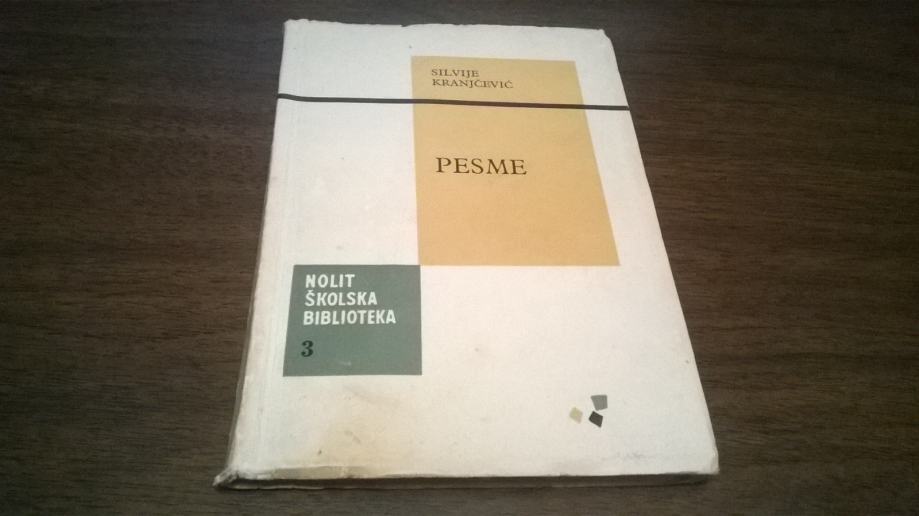 SILVIJE
KRANJČEVIĆ
PESME
NOLIT
ŠKOLSKA
BIBLIOTEKA
3